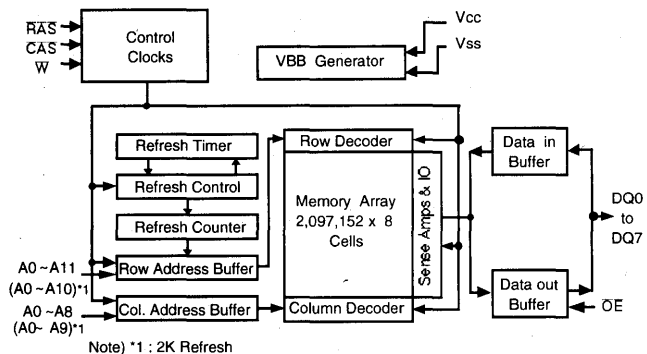 RAS
CAS
W
Control
Clocks
VBB Generator
Vcc
Vss
Refresh Timer
Refresh Control
Refresh Counter
Row Address Buffer
Col. Address Buffer
A0 ~A11
(A0 ~A10)*1
A0 ~A8
(A0~ A9)*1
Row Decoder
Memory Array
2,097,152 x 8
Cells
Column Decoder
Sense Amps & IO
Data in
Buffer
Data out
Buffer
DQ0
to
DQ7
OE
Note) *1 : 2K Refresh